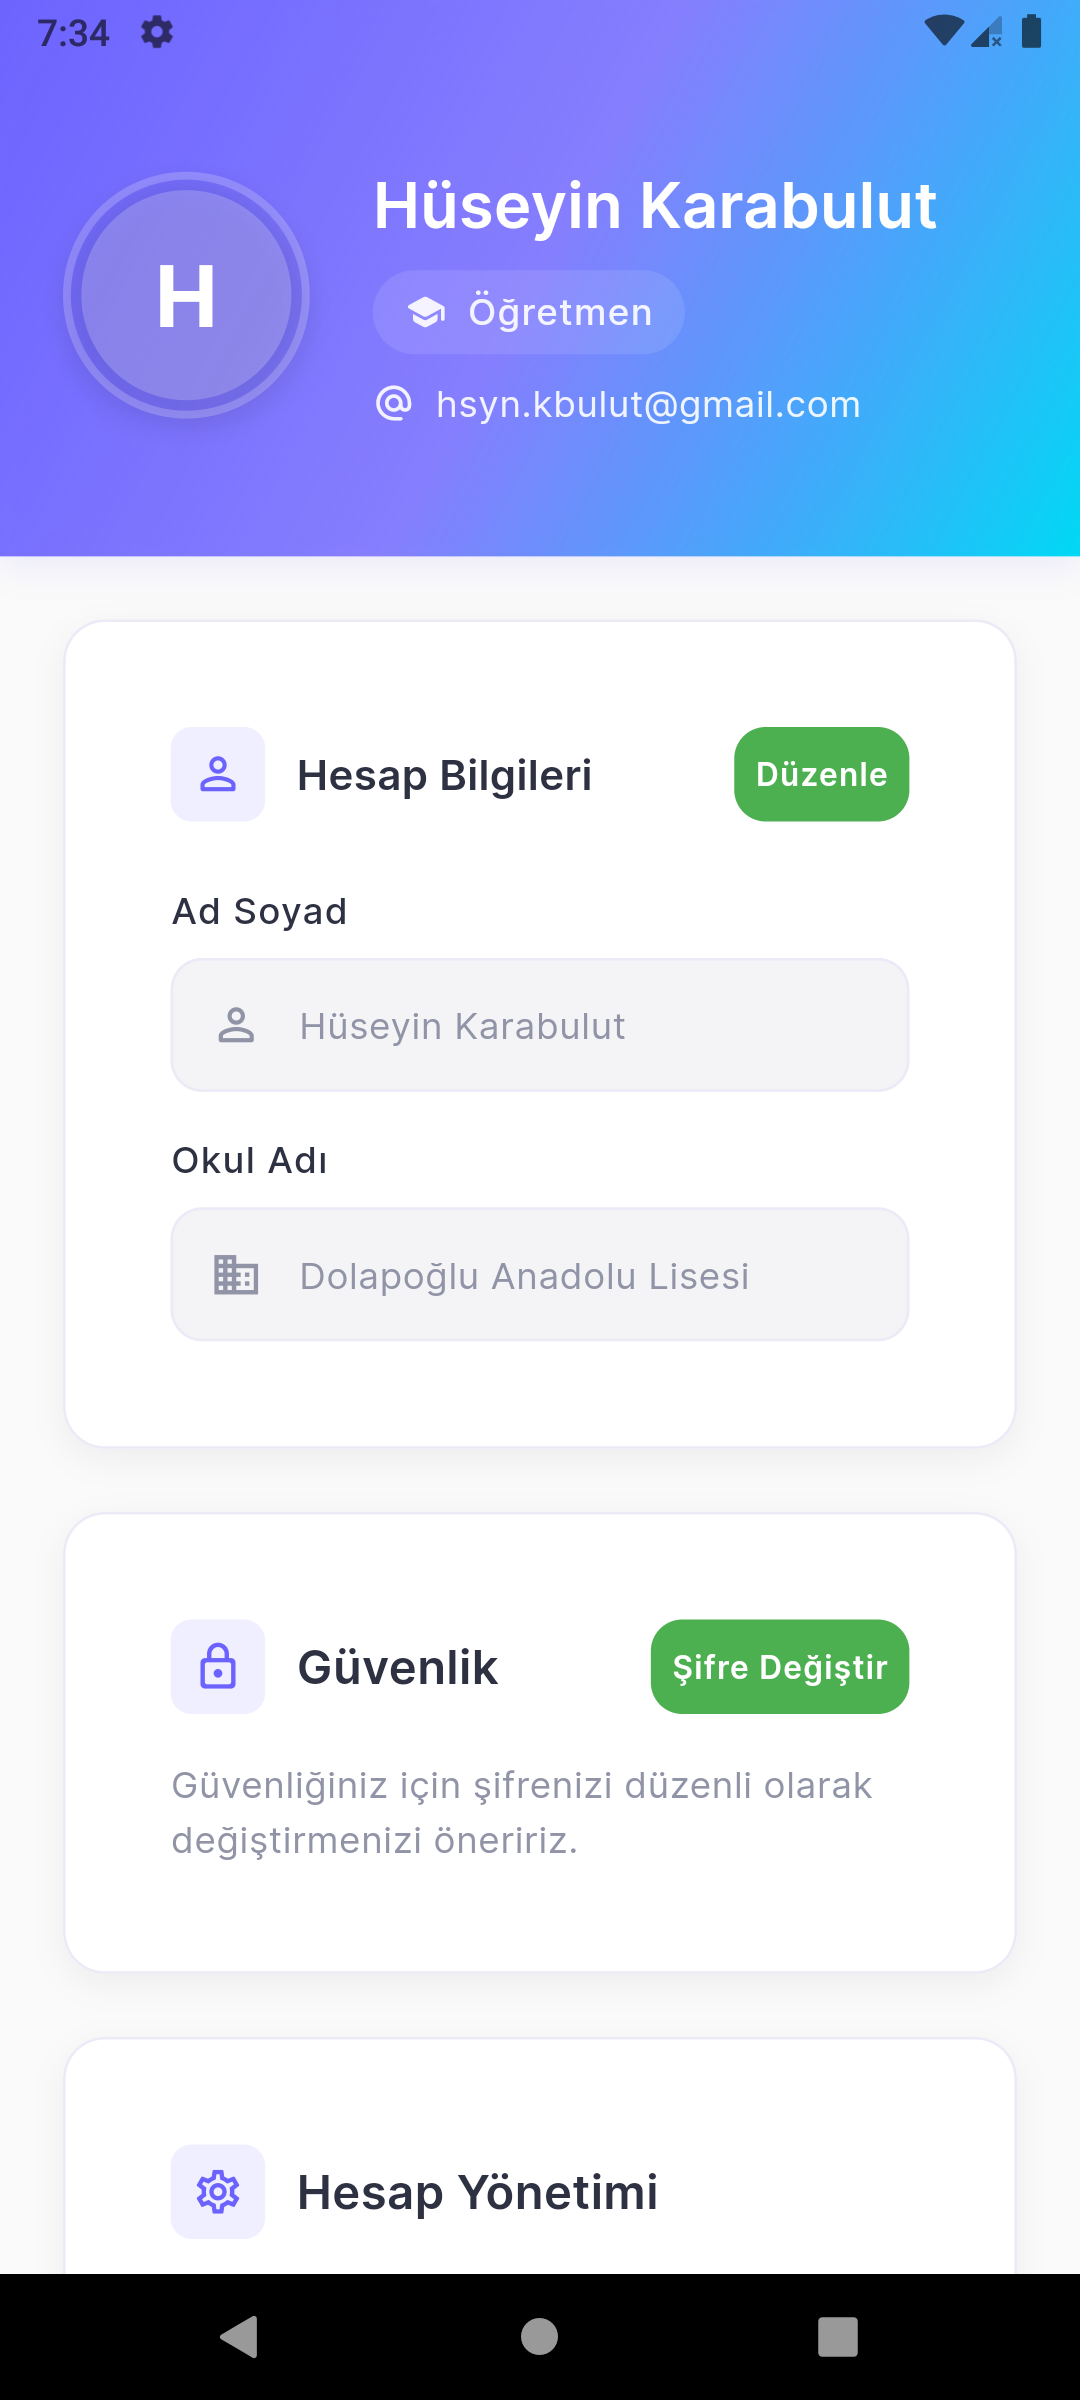 7:34
Hüseyin Karabulut
H
Öğretmen
hsyn.kbulut@gmail.com
Hesap Bilgileri
Düzenle
Ad Soyad
Hüseyin Karabulut
Okul Adı
Dolapoğlu Anadolu Lisesi
Güvenlik
Şifre Değiştir
Güvenliğiniz için şifrenizi düzenli olarak
değiştirmenizi öneririz.
Hesap Yönetimi